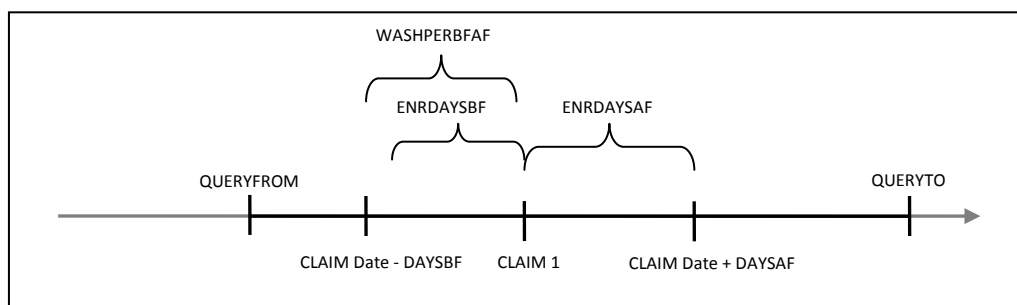 WASHPERBFAF
ENRDAYSBF ENRDAYSAF
QUERYFROM QUERYTO
CLAIM Date - DAYSBF CLAIM 1 CLAIM Date + DAYSAF